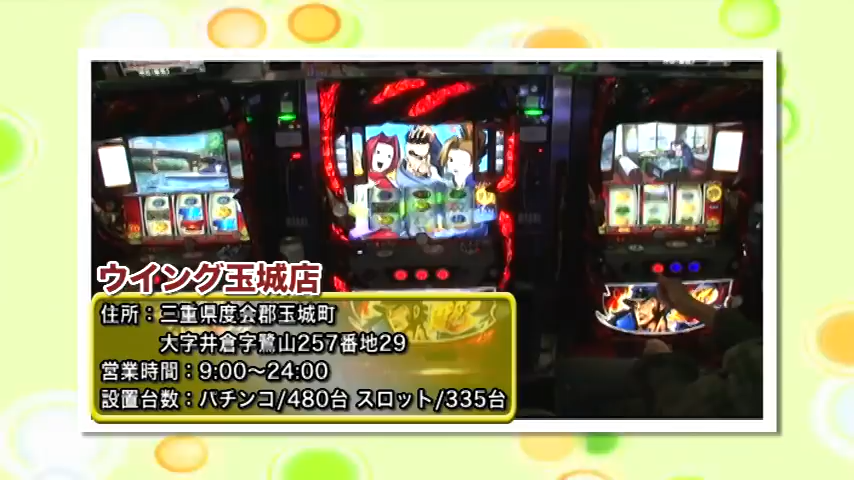 ウイング玉城店
住所：三重県度会郡玉城町
大字井倉字鷲山257番地29
営業時間：9:00～24:00
設置台数：パチンコ/480台 スロット/335台